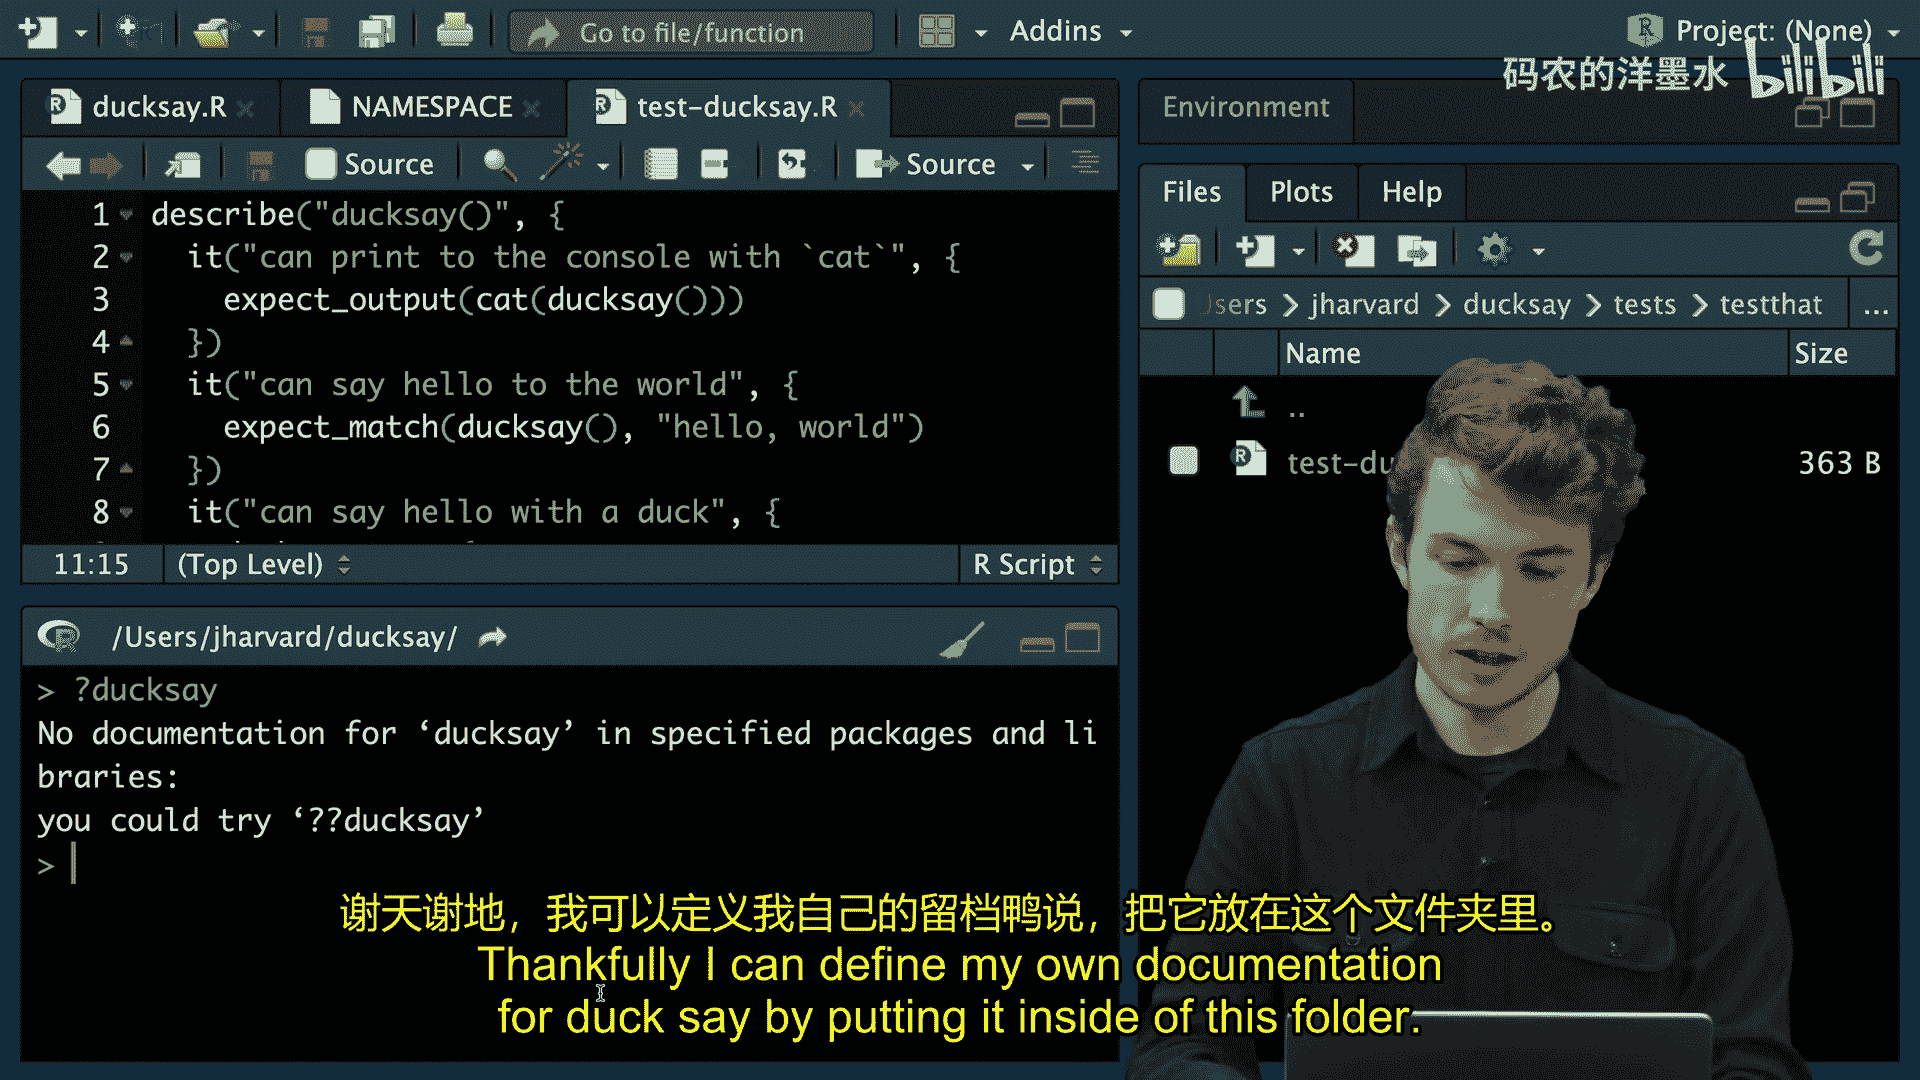 Go to file/function
Addins
Project: (None)
码农的洋墨水 bilibili
ducksay.R
NAMESPACE
test-ducksay.R
Source
Source
1 describe("ducksay()", {
2 it("can print to the console with `cat`", {
3 expect_output(cat(ducksay()))
4 })
5 it("can say hello to the world", {
6 expect_match(ducksay(), "hello, world")
7 })
8 it("can say hello with a duck", {
11:15 (Top Level)
R Script
/Users/jharvard/ducksay/
> ?ducksay
No documentation for ‘ducksay’ in specified packages and li
braries:
you could try ‘??ducksay’
>
Environment
Files Plots Help
sers > jharvard > ducksay > tests > testthat ...
Name Size
..
test-du 363 B
谢天谢地，我可以定义我自己的留档鸭说，把它放在这个文件夹里。
Thankfully I can define my own documentation
for duck say by putting it inside of this folder.